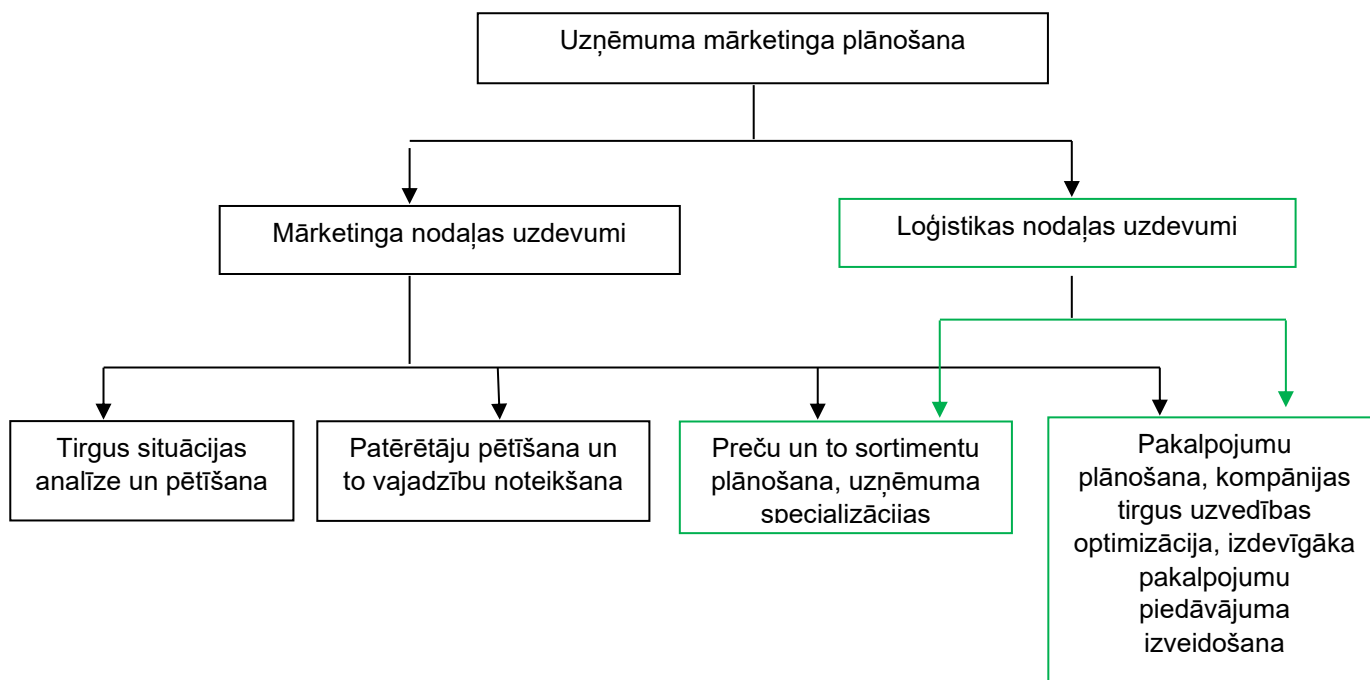 Uzņēmuma mārketinga plānošana
Mārketinga nodaļas uzdevumi
Loģistikas nodaļas uzdevumi
Tirgus situācijas
analīze un pētīšana
Patērētāju pētīšana un
to vajadzību noteikšana
Preču un to sortimentu
plānošana, uzņēmuma
specializācijas
Pakalpojumu
plānošana, kompānijas
tirgus uzvedības
optimizācija, izdevīgāka
pakalpojumu
piedāvājuma
izveidošana